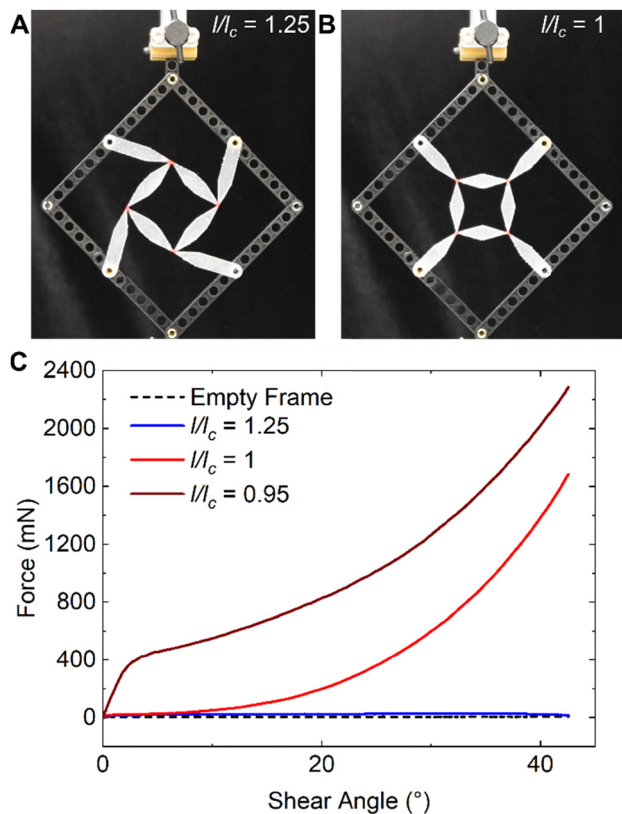 A
l/lc = 1.25
B
l/lc = 1
C
2400
2000
1600
1200
800
400
0
Force (mN)
Empty Frame
l/lc = 1.25
l/lc = 1
l/lc = 0.95
0
20
40
Shear Angle (°)